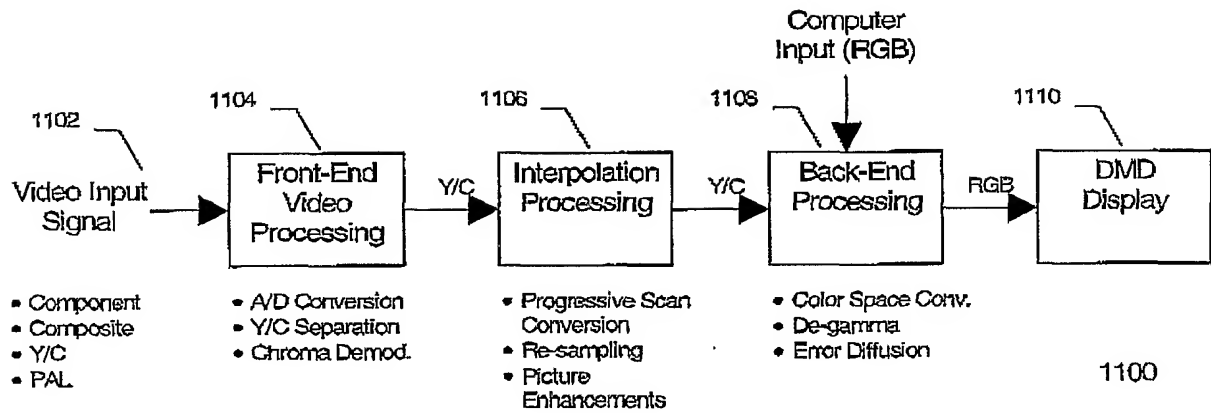 Computer
Input (RGB)
1102
1104
1106
1108
1110
Video Input
Signal
Front-End
Video
Processing
Y/C
Interpolation
Processing
Y/C
Back-End
Processing
RGB
DMD
Display
• Component
• Composite
• Y/C
• PAL
• A/D Conversion
• Y/C Separation
• Chroma Demod.
• Progressive Scan
Conversion
• Re-sampling
• Picture
Enhancements
• Color Space Conv.
• De-gamma
• Error Diffusion
1100